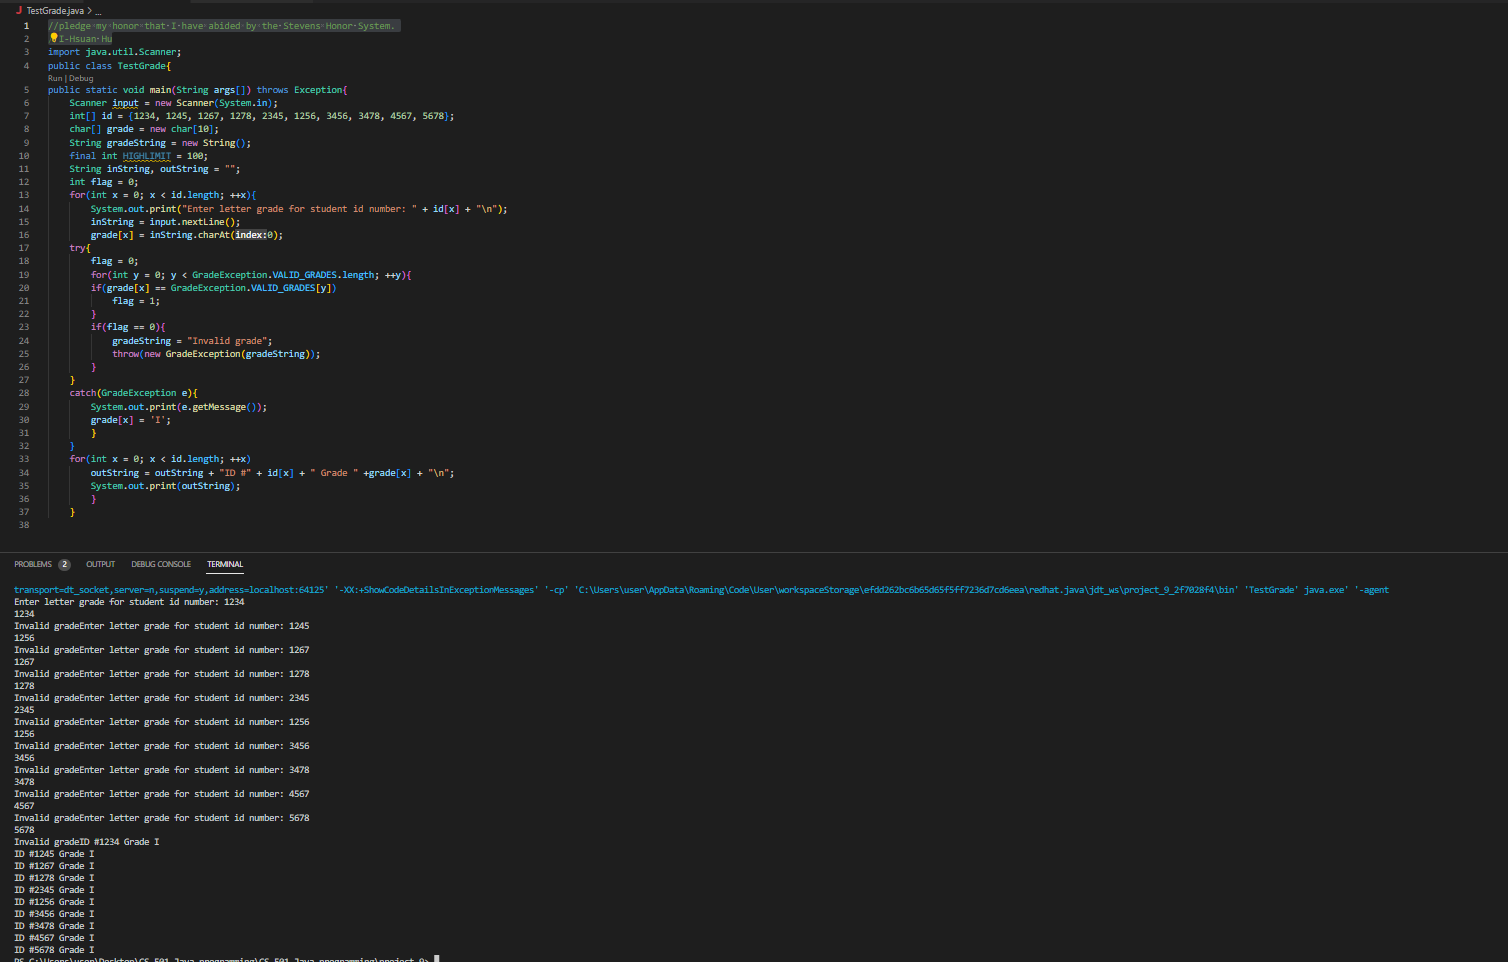 TestGrade.java > ...
1 //pledge my honor that I have abided by the Stevens Honor System.
2 I-Hsuan Hu
3 import java.util.Scanner;
4 public class TestGrade{
Run | Debug
5 public static void main(String args[]) throws Exception{
6 Scanner input = new Scanner(System.in);
7 int[] id = {1234, 1245, 1267, 1278, 2345, 1256, 3456, 3478, 4567, 5678};
8 char[] grade = new char[10];
9 String gradeString = new String();
10 final int HIGHLIMIT = 100;
11 String inString, outString = "";
12 int flag = 0;
13 for(int x = 0; x < id.length; ++x){
14 System.out.print("Enter letter grade for student id number: " + id[x] + "\n");
15 inString = input.nextLine();
16 grade[x] = inString.charAt(index:0);
17 try{
18 flag = 0;
19 for(int y = 0; y < GradeException.VALID_GRADES.length; ++y){
20 if(grade[x] == GradeException.VALID_GRADES[y])
21 flag = 1;
22 }
23 if(flag == 0){
24 gradeString = "Invalid grade";
25 throw(new GradeException(gradeString));
26 }
27 }
28 catch(GradeException e){
29 System.out.print(e.getMessage());
30 grade[x] = 'I';
31 }
32 }
33 for(int x = 0; x < id.length; ++x)
34 outString = outString + "ID #" + id[x] + " Grade " +grade[x] + "\n";
35 System.out.print(outString);
36 }
37 }
38
PROBLEMS 2 OUTPUT DEBUG CONSOLE TERMINAL
transport=dt_socket,server=n,suspend=y,address=localhost:64125' '-XX:+ShowCodeDetailsInExceptionMessages' '-cp' 'C:\Users\user\AppData\Roaming\Code\User\workspaceStorage\efdd262bc6b65d65f5ff7236d7cd6eea\redhat.java\jdt_ws\project_9_2f7028f4\bin' 'TestGrade' java.exe' '-agent
Enter letter grade for student id number: 1234
1234
Invalid gradeEnter letter grade for student id number: 1245
1256
Invalid gradeEnter letter grade for student id number: 1267
1267
Invalid gradeEnter letter grade for student id number: 1278
1278
Invalid gradeEnter letter grade for student id number: 2345
2345
Invalid gradeEnter letter grade for student id number: 1256
1256
Invalid gradeEnter letter grade for student id number: 3456
3456
Invalid gradeEnter letter grade for student id number: 3478
3478
Invalid gradeEnter letter grade for student id number: 4567
4567
Invalid gradeEnter letter grade for student id number: 5678
5678
Invalid gradeID #1234 Grade I
ID #1245 Grade I
ID #1267 Grade I
ID #1278 Grade I
ID #2345 Grade I
ID #1256 Grade I
ID #3456 Grade I
ID #3478 Grade I
ID #4567 Grade I
ID #5678 Grade I
PS C:\Users\user\Desktop\CS 501 Java programming\CS 501 Java programming\project 9>